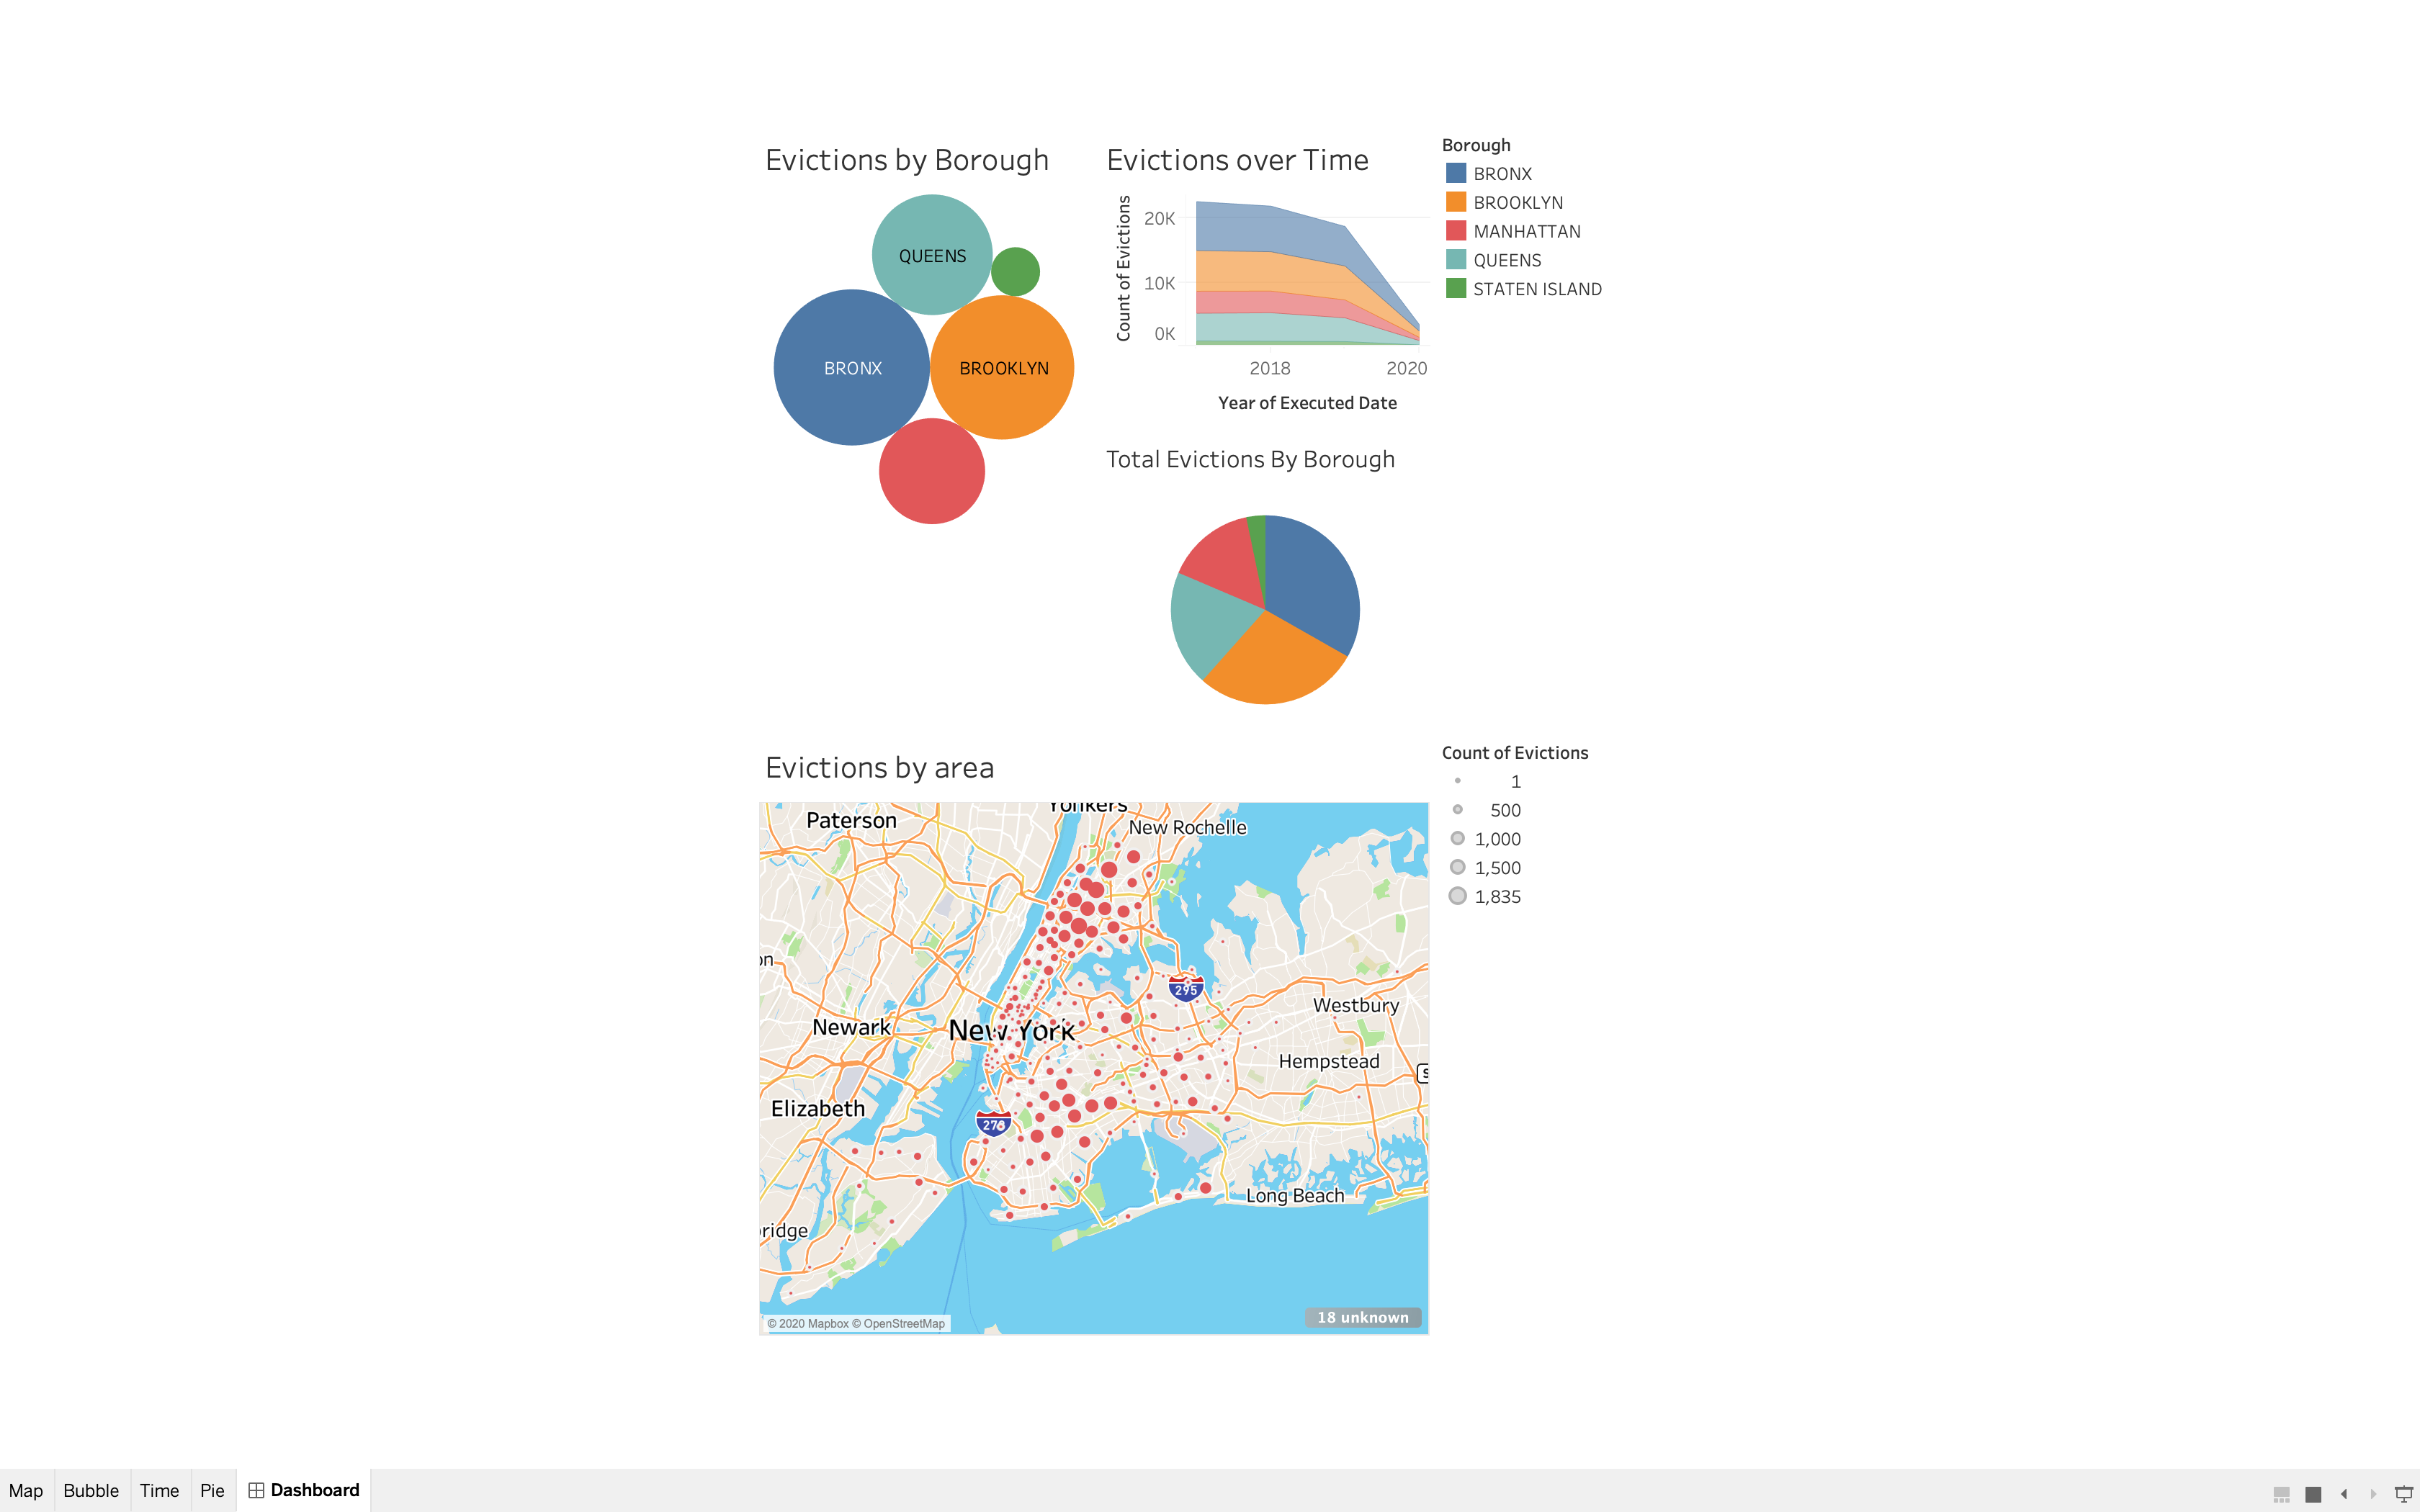 Evictions by Borough
QUEENS
BRONX
BROOKLYN
Evictions over Time
Count of Evictions
20K
10K
0K
2018
2020
Year of Executed Date
Borough
BRONX
BROOKLYN
MANHATTAN
QUEENS
STATEN ISLAND
Total Evictions By Borough
Evictions by area
Count of Evictions
1
500
1,000
1,500
1,835
Yonkers
Paterson
New Rochelle
on
295
Westbury
Newark
New York
Hempstead
S
Elizabeth
278
Long Beach
bridge
© 2020 Mapbox © OpenStreetMap
18 unknown
Map
Bubble
Time
Pie
Dashboard